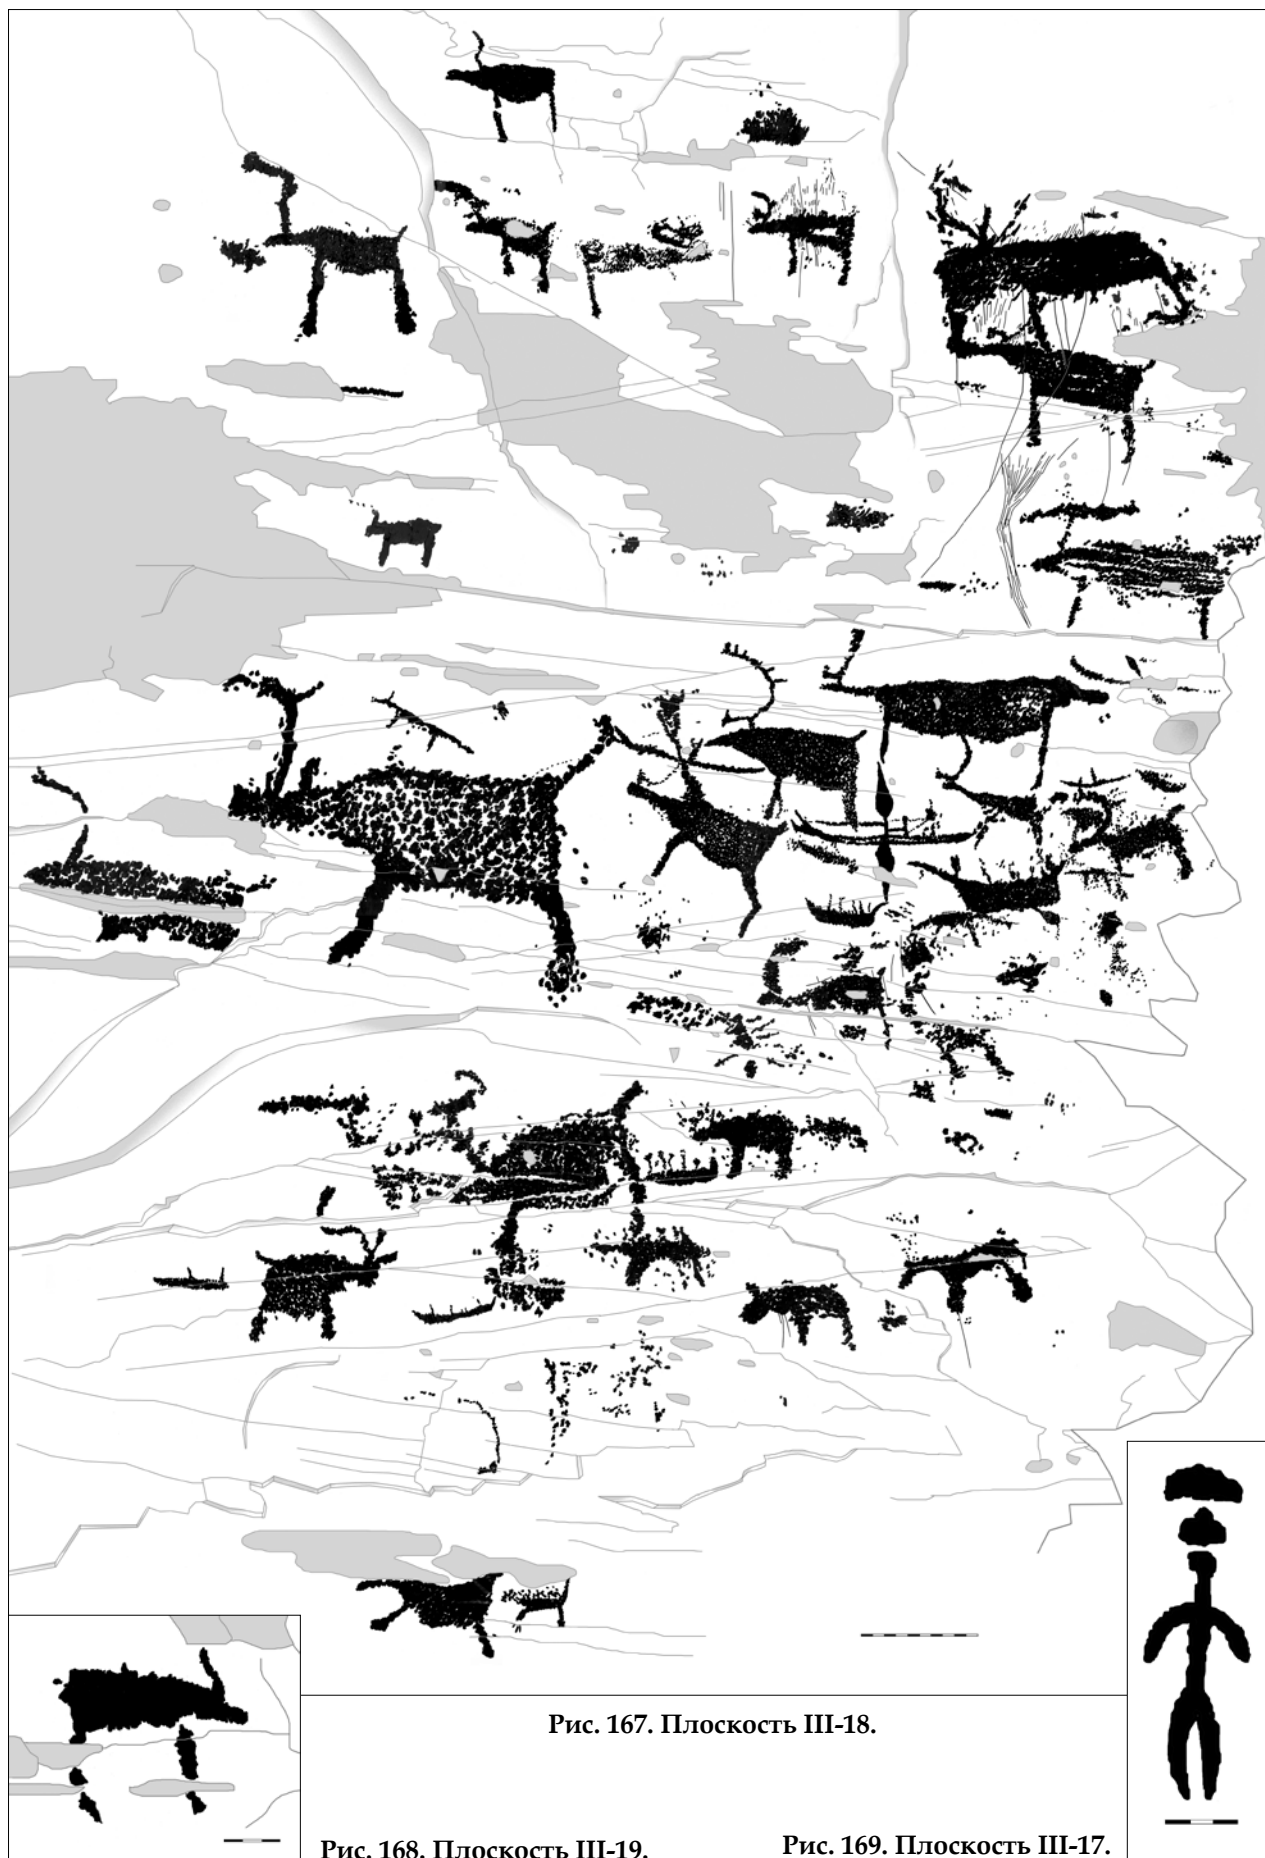 Рис. 167. Плоскость III-18.
Рис. 168. Плоскость III-19.
Рис. 169. Плоскость III-17.